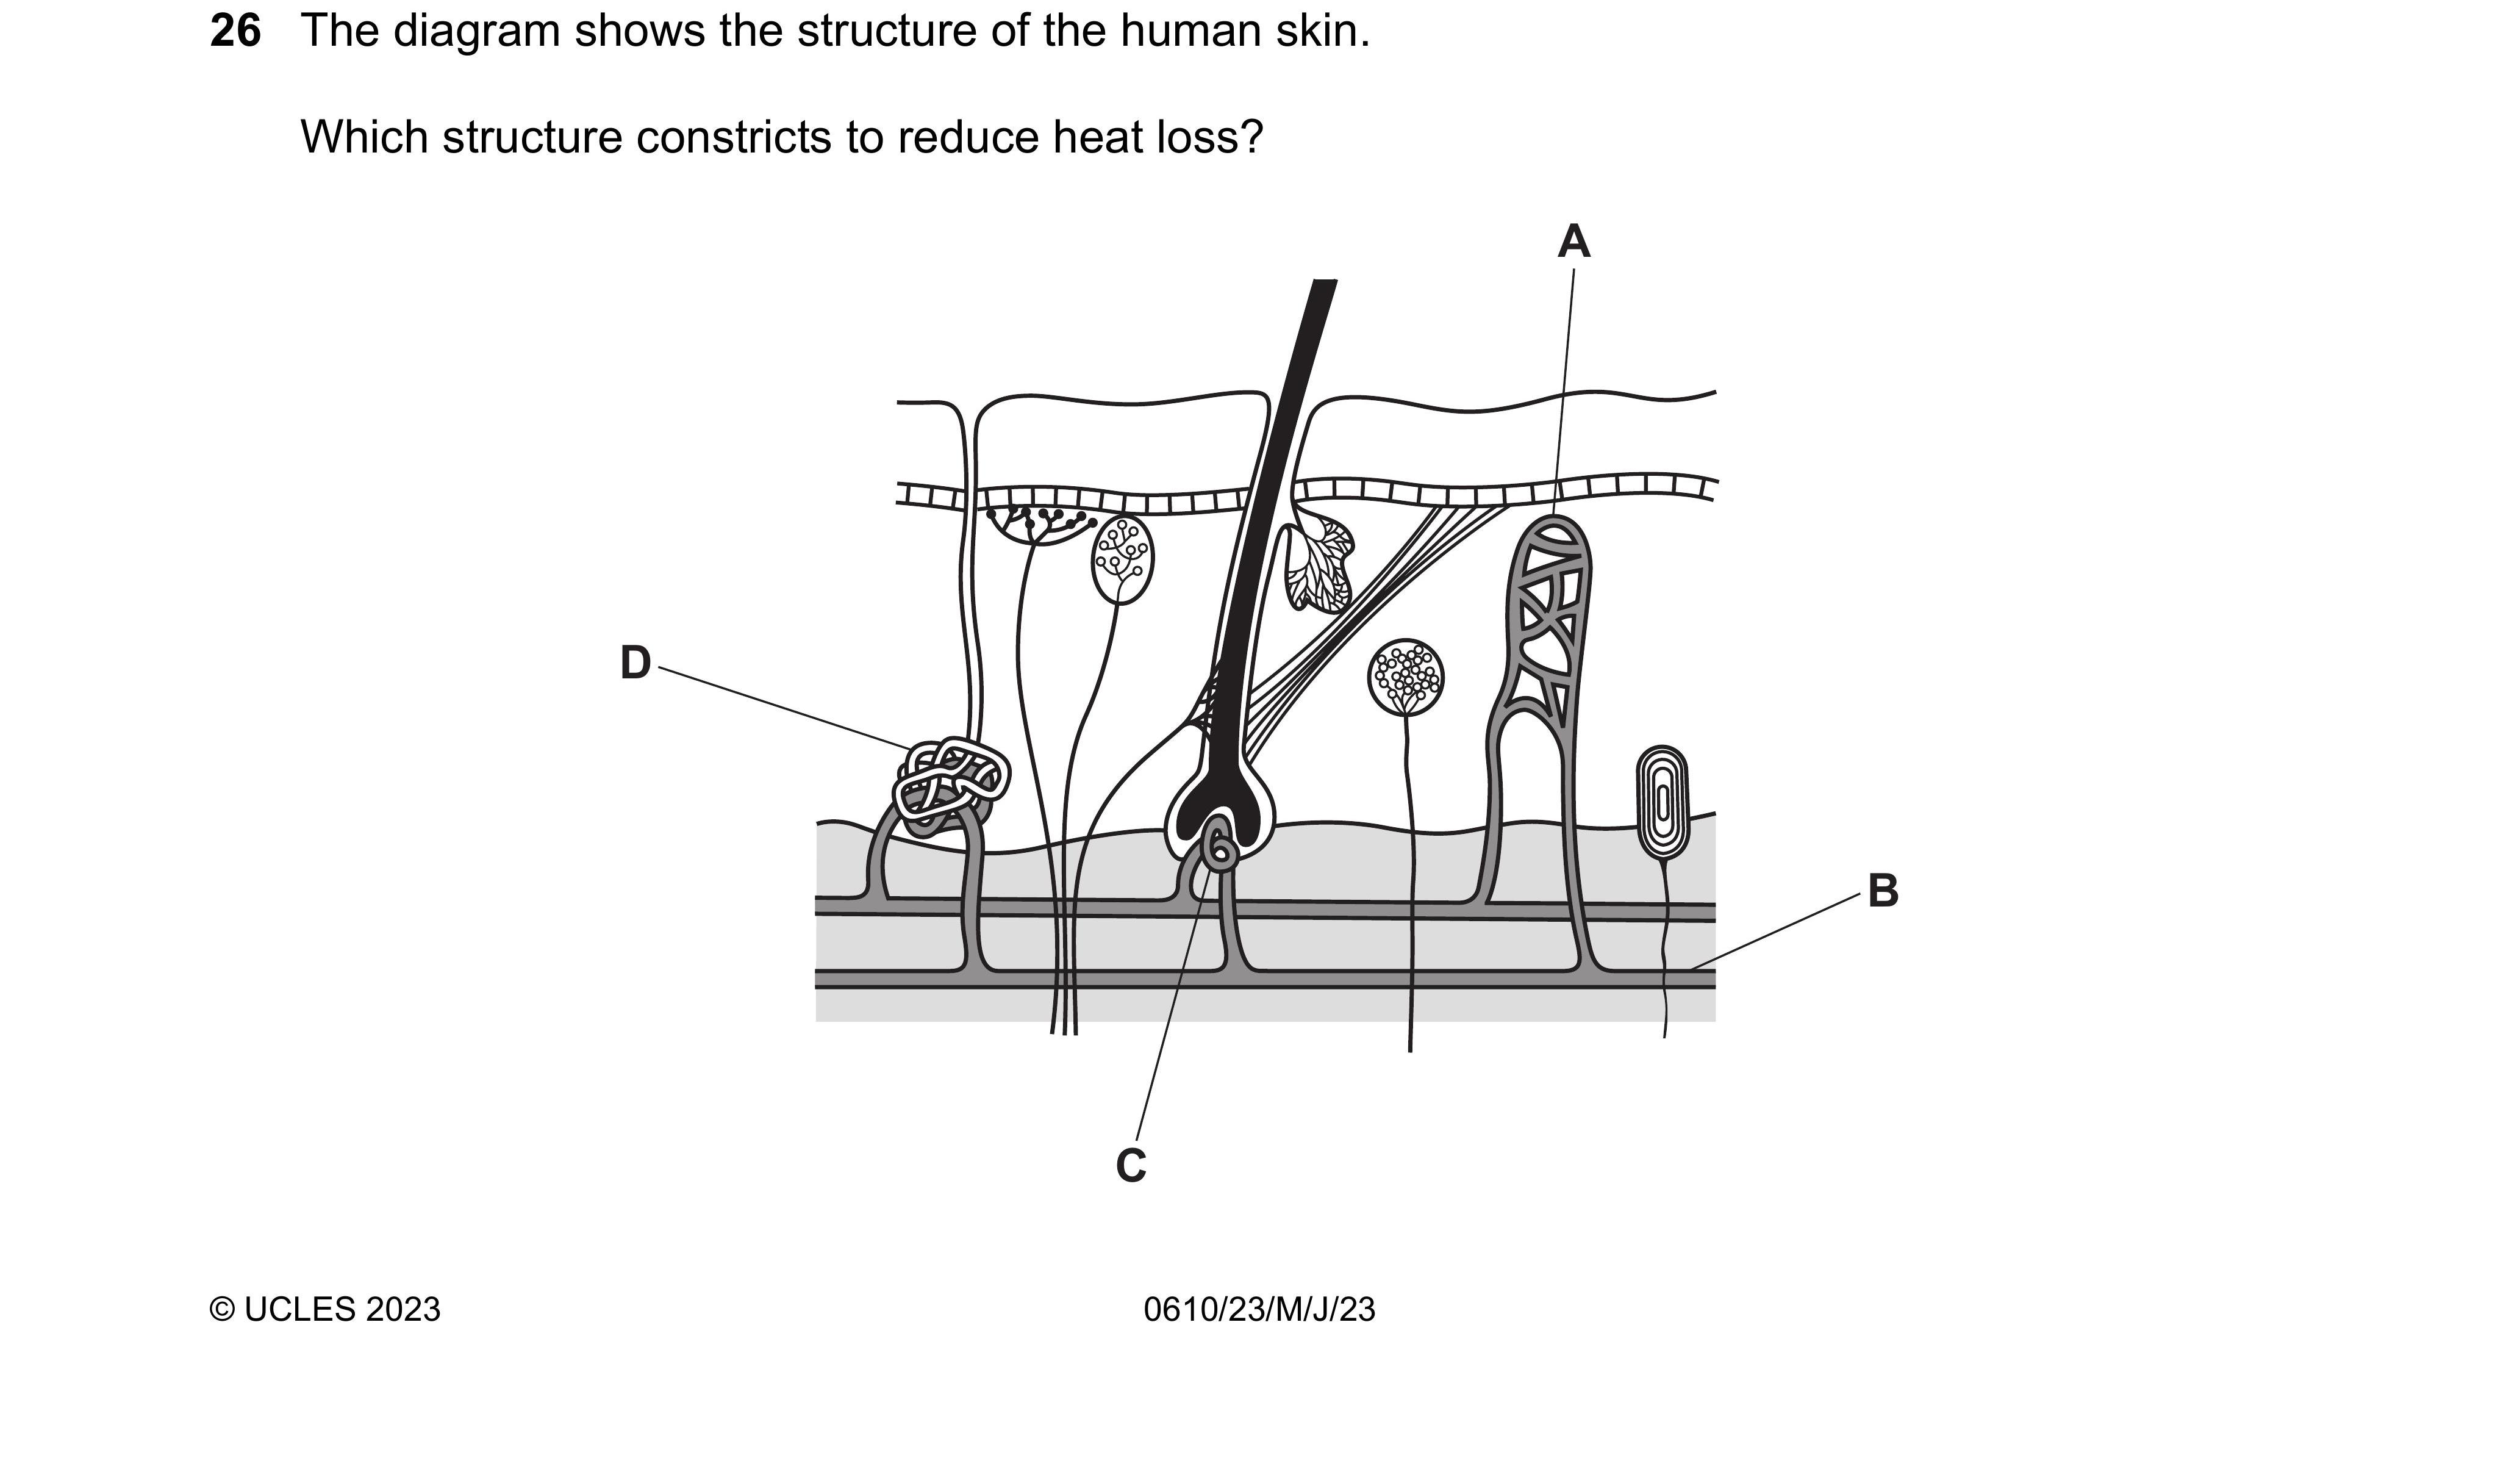 26 The diagram shows the structure of the human skin.
Which structure constricts to reduce heat loss?
A
D
B
C
© UCLES 2023 0610/23/M/J/23